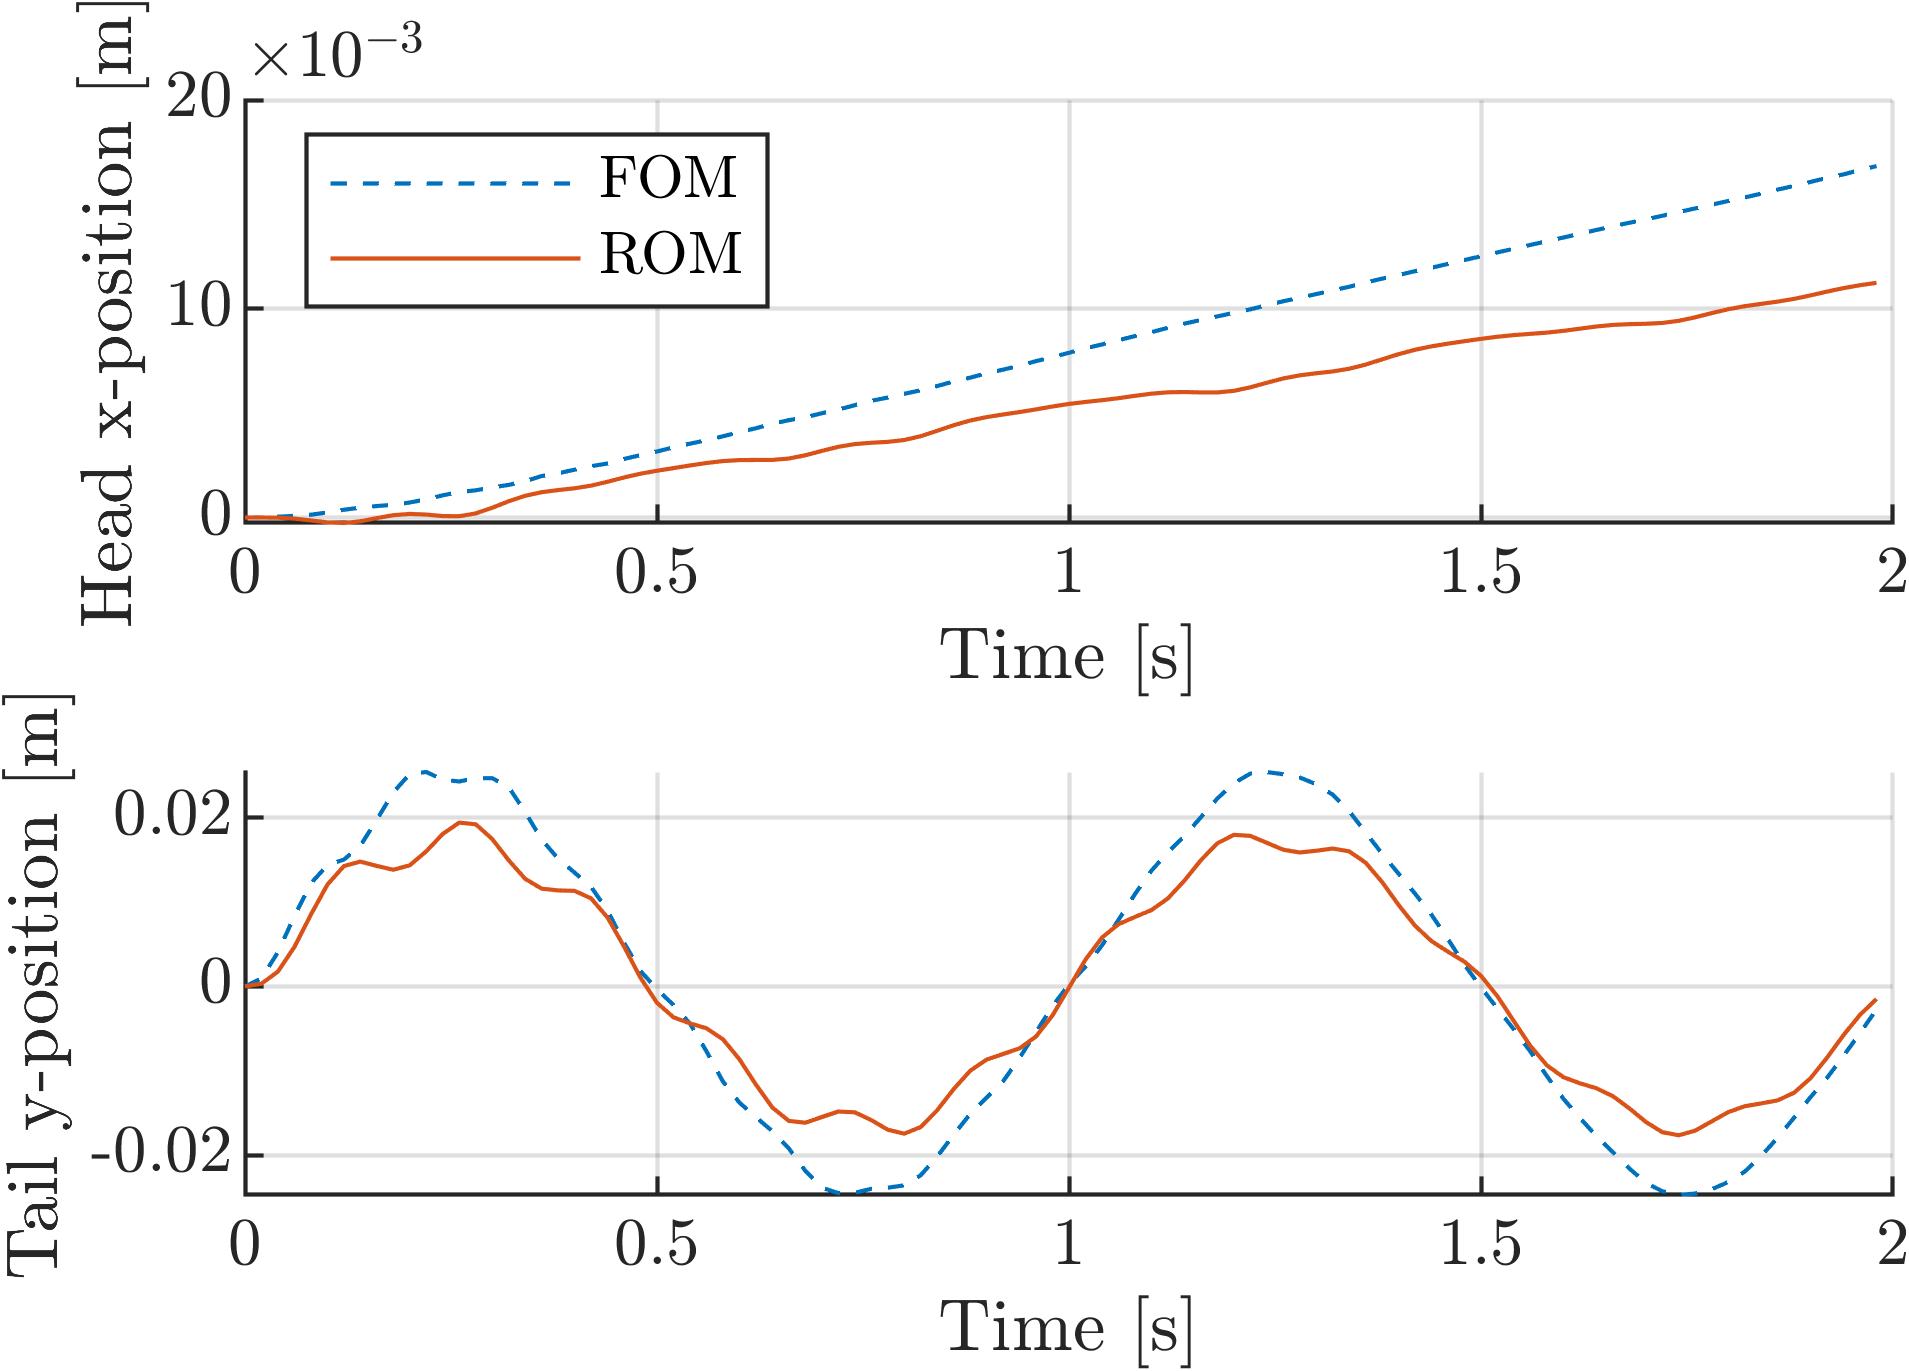 ×10⁻³
Head x-position [m]
20
10
0
FOM
ROM
0 0.5 1 1.5 2
Time [s]
Tail y-position [m]
0.02
0
-0.02
0 0.5 1 1.5 2
Time [s]